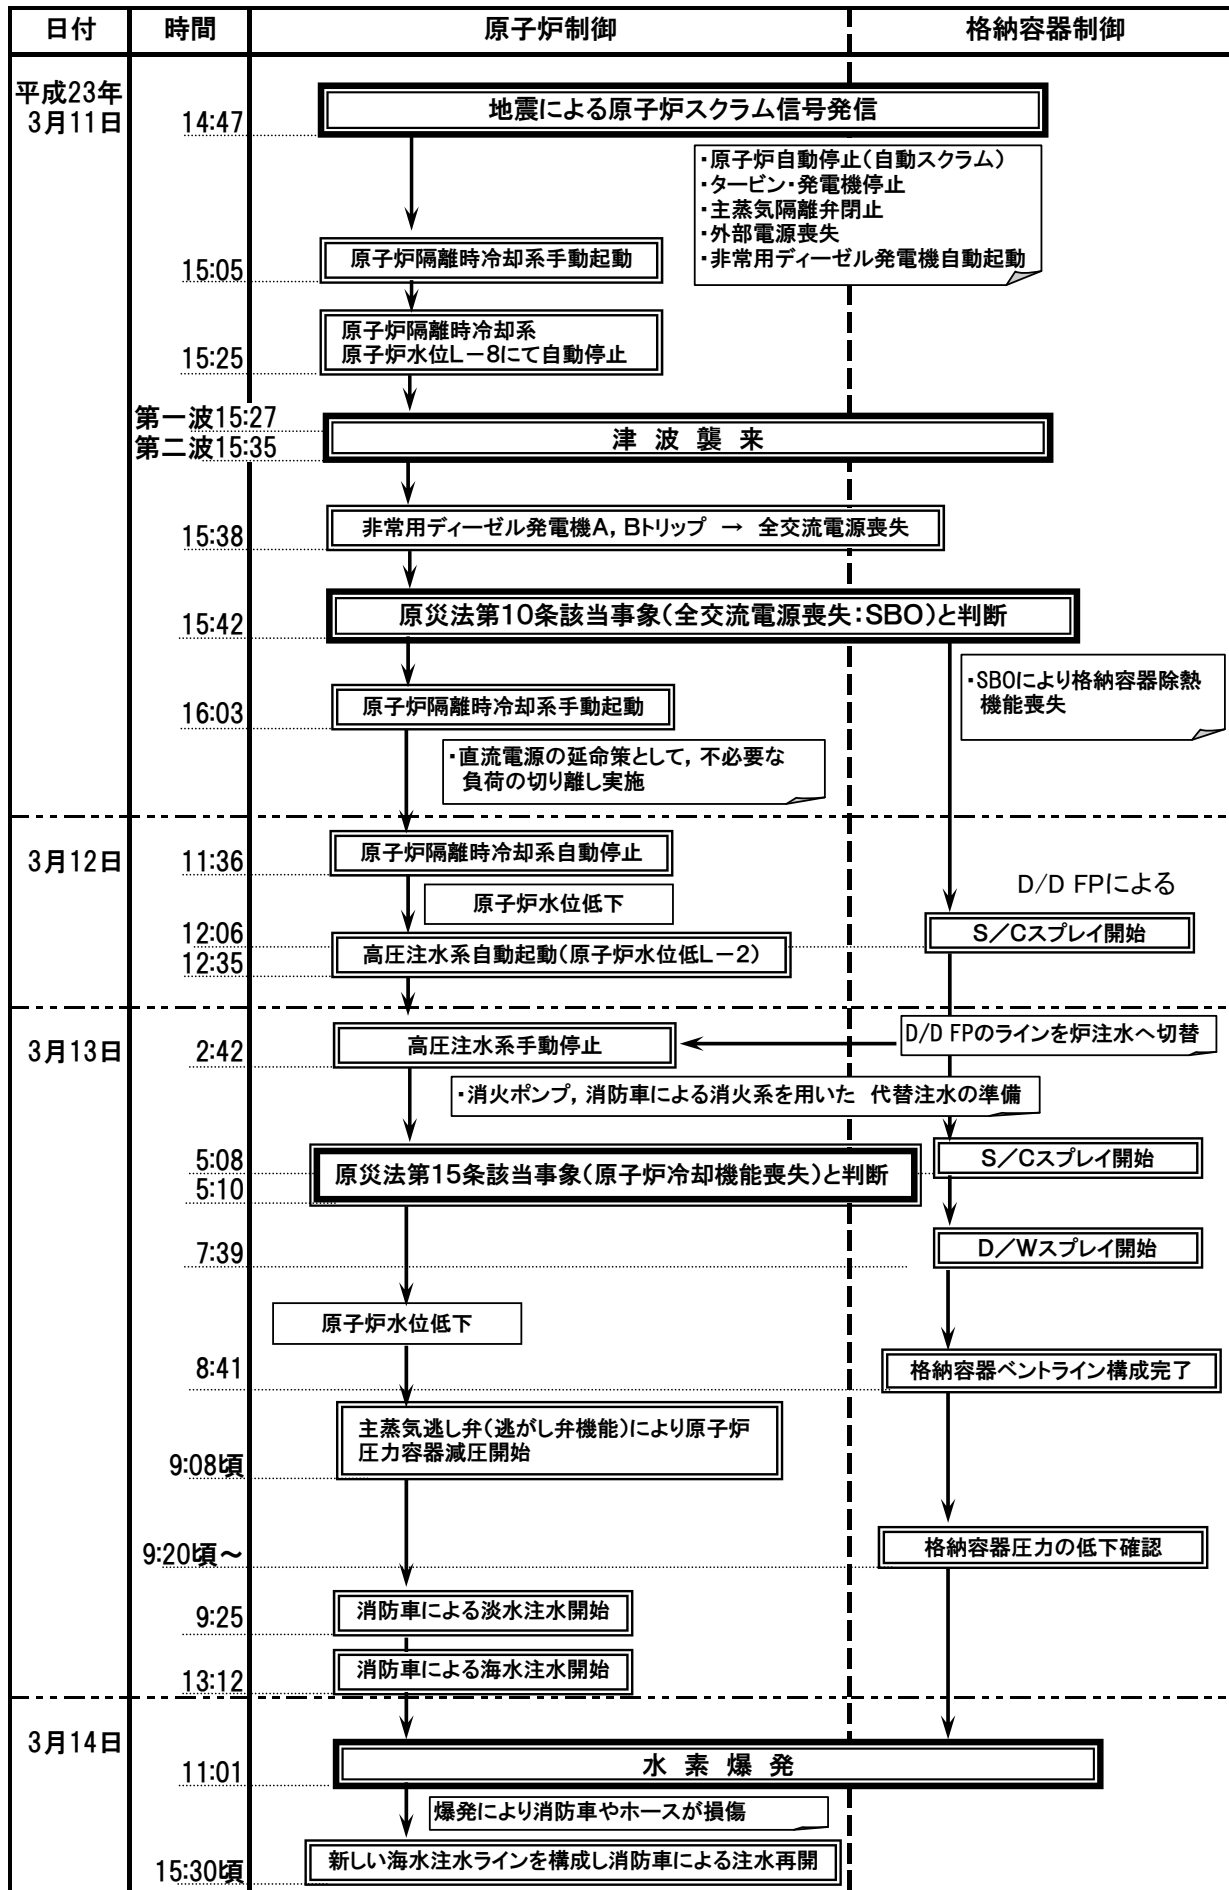 日付 時間 原子炉制御 格納容器制御
平成23年
3月11日
14:47
地震による原子炉スクラム信号発信
・原子炉自動停止(自動スクラム)
・タービン・発電機停止
・主蒸気隔離弁閉止
・外部電源喪失
・非常用ディーゼル発電機自動起動
15:05
原子炉隔離時冷却系手動起動
15:25
原子炉隔離時冷却系
原子炉水位L-8にて自動停止
第一波15:27
第二波15:35
津 波 襲 来
15:38
非常用ディーゼル発電機A, Bトリップ → 全交流電源喪失
15:42
原災法第10条該当事象(全交流電源喪失:SBO)と判断
・SBOにより格納容器除熱
機能喪失
16:03
原子炉隔離時冷却系手動起動
・直流電源の延命策として, 不必要な
負荷の切り離し実施
3月12日
11:36
原子炉隔離時冷却系自動停止
原子炉水位低下
D/D FPによる
12:06
S/Cスプレイ開始
12:35
高圧注水系自動起動(原子炉水位低L-2)
3月13日
2:42
高圧注水系手動停止
D/D FPのラインを炉注水へ切替
・消火ポンプ, 消防車による消火系を用いた 代替注水の準備
5:08
S/Cスプレイ開始
5:10
原災法第15条該当事象(原子炉冷却機能喪失)と判断
7:39
D/Wスプレイ開始
原子炉水位低下
8:41
格納容器ベントライン構成完了
主蒸気逃し弁(逃がし弁機能)により原子炉
圧力容器減圧開始
9:08頃
9:20頃~
格納容器圧力の低下確認
9:25
消防車による淡水注水開始
13:12
消防車による海水注水開始
3月14日
11:01
水 素 爆 発
爆発により消防車やホースが損傷
15:30頃
新しい海水注水ラインを構成し消防車による注水再開